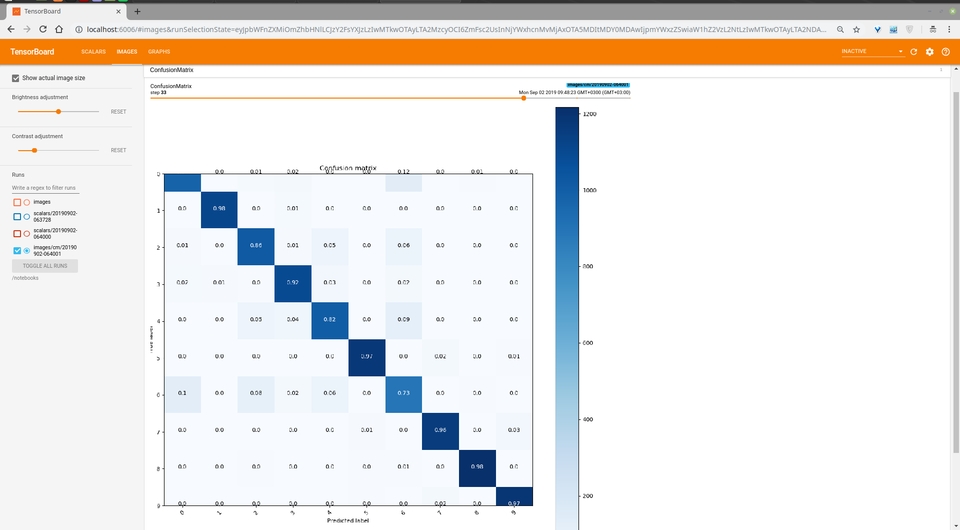 TensorBoard
localhost:6006/#images&runSelectionState=
TensorBoard SCALARS IMAGES GRAPHS INACTIVE
Show actual image size
Brightness adjustment
RESET
Contrast adjustment
RESET
Runs
Write a regex to filter runs
images
scalars/20190902-
063728
scalars/20190902-
064000
images/cm/20190
902-064001
TOGGLE ALL RUNS
/notebooks
ConfusionMatrix
ConfusionMatrix
step 33
images/cm/20190902-064001
Mon Sep 02 2019 09:48:23 GMT+0300 (GMT+03:00)
Confusion matrix
0 0.0 0.01 0.02 0.0 0.0 0.12 0.0 0.01 0.0
1 0.0 0.98 0.0 0.01 0.0 0.0 0.0 0.0 0.0 0.0
2 0.01 0.0 0.86 0.01 0.05 0.0 0.06 0.0 0.0 0.0
3 0.02 0.01 0.0 0.92 0.03 0.0 0.02 0.0 0.0 0.0
4 0.0 0.0 0.05 0.04 0.82 0.0 0.09 0.0 0.0 0.0
5 0.0 0.0 0.0 0.0 0.0 0.97 0.0 0.02 0.0 0.01
6 0.1 0.0 0.08 0.02 0.06 0.0 0.73 0.0 0.0 0.0
7 0.0 0.0 0.0 0.0 0.0 0.01 0.0 0.96 0.0 0.03
8 0.0 0.0 0.0 0.0 0.0 0.0 0.01 0.0 0.98 0.0
9 0.0 0.0 0.0 0.0 0.0 0.0 0.0 0.02 0.0 0.97
0 1 2 3 4 5 6 7 8 9
Predicted label
1200
1000
800
600
400
200